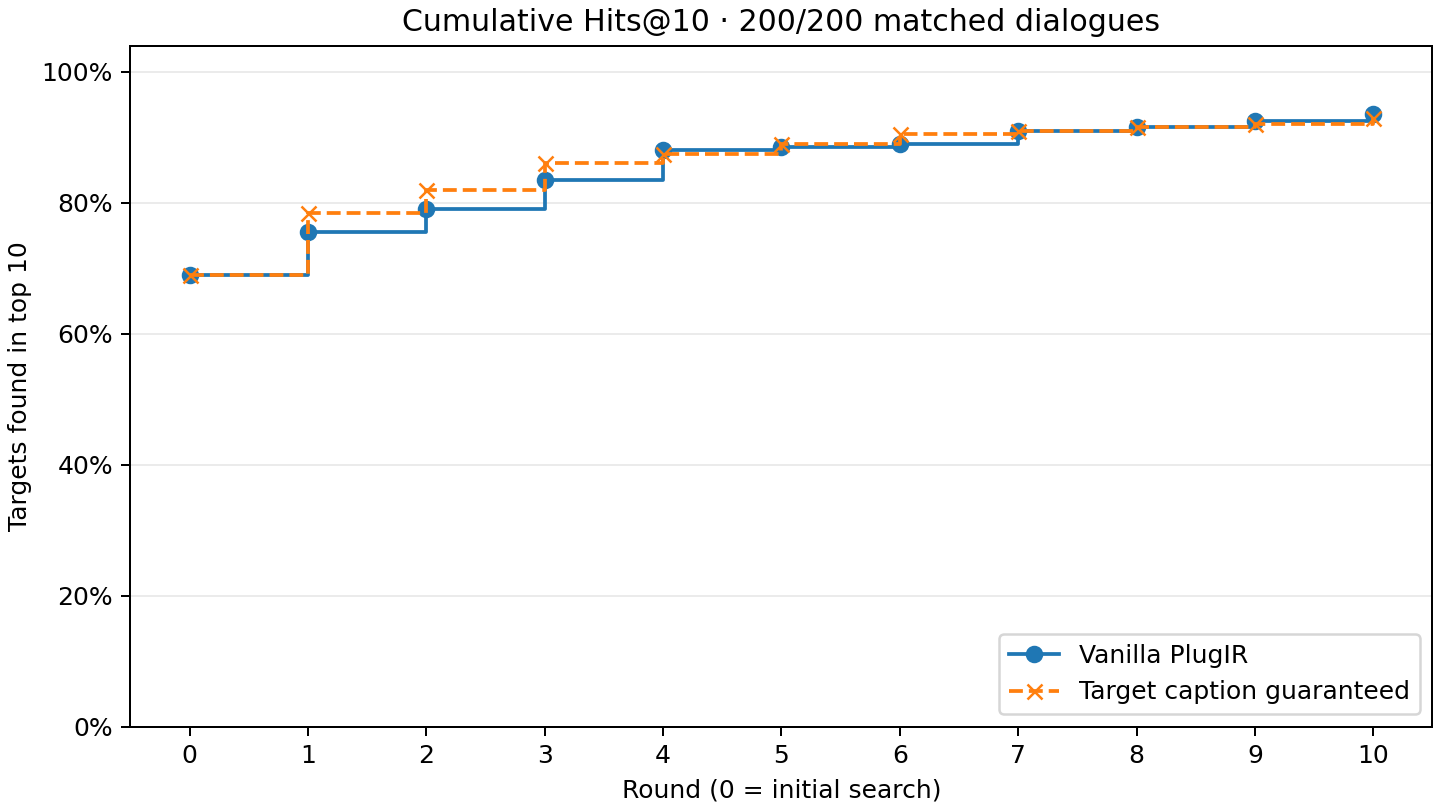 Cumulative Hits@10 · 200/200 matched dialogues
Targets found in top 10
100%
80%
60%
40%
20%
0%
0 1 2 3 4 5 6 7 8 9 10
Round (0 = initial search)
Vanilla PlugIR
Target caption guaranteed